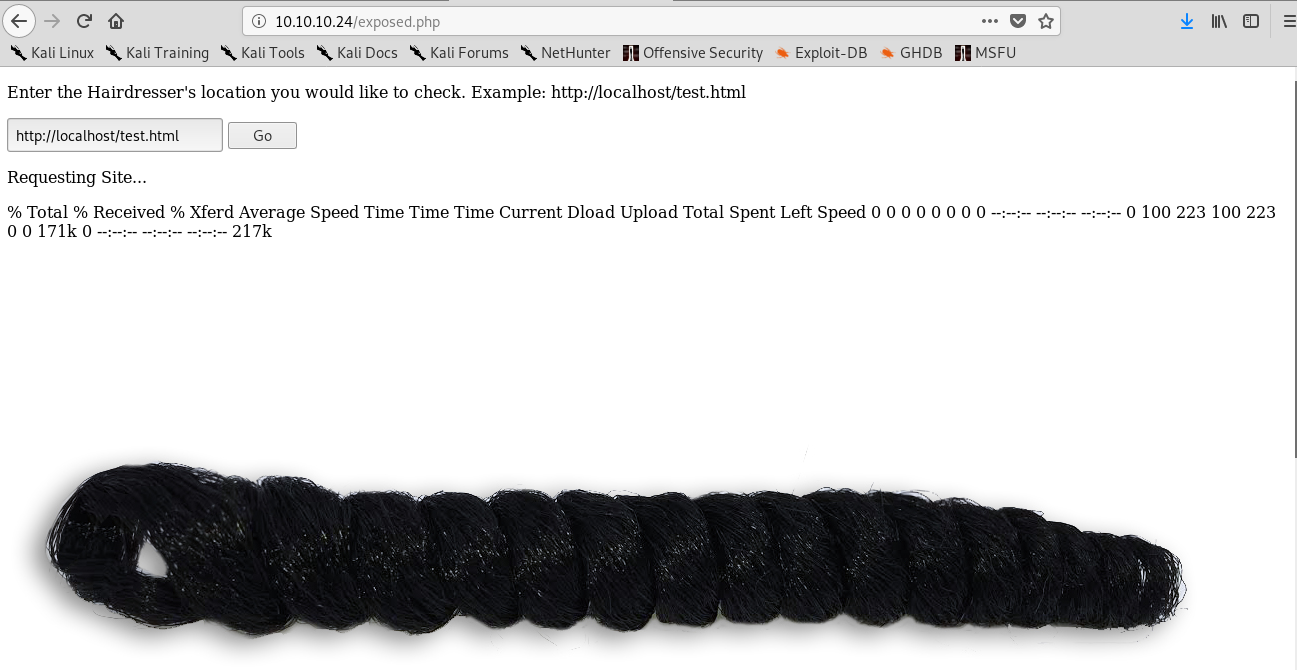 10.10.10.24/exposed.php
Kali Linux Kali Training Kali Tools Kali Docs Kali Forums NetHunter Offensive Security Exploit-DB GHDB MSFU
Enter the Hairdresser's location you would like to check. Example: http://localhost/test.html
http://localhost/test.html Go
Requesting Site...
% Total % Received % Xferd Average Speed Time Time Time Current Dload Upload Total Spent Left Speed 0 0 0 0 0 0 0 0 --:--:-- --:--:-- --:--:-- 0 100 223 100 223
0 0 171k 0 --:--:-- --:--:-- --:--:-- 217k